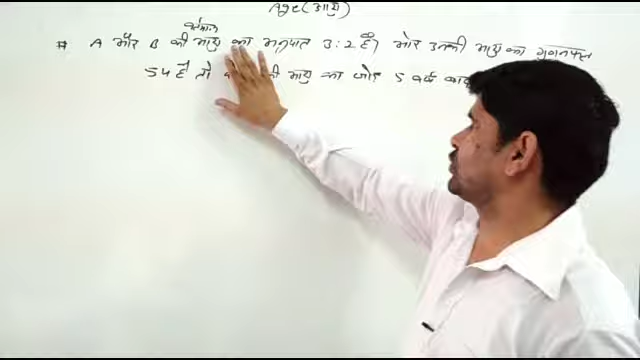 Age (आयु)
वर्तमान
# A और B की आयु का अनुपात 3:2 है। और उनकी आयु का गुणनफल
54 है तो की आयु का जोड़ 5 वर्ष